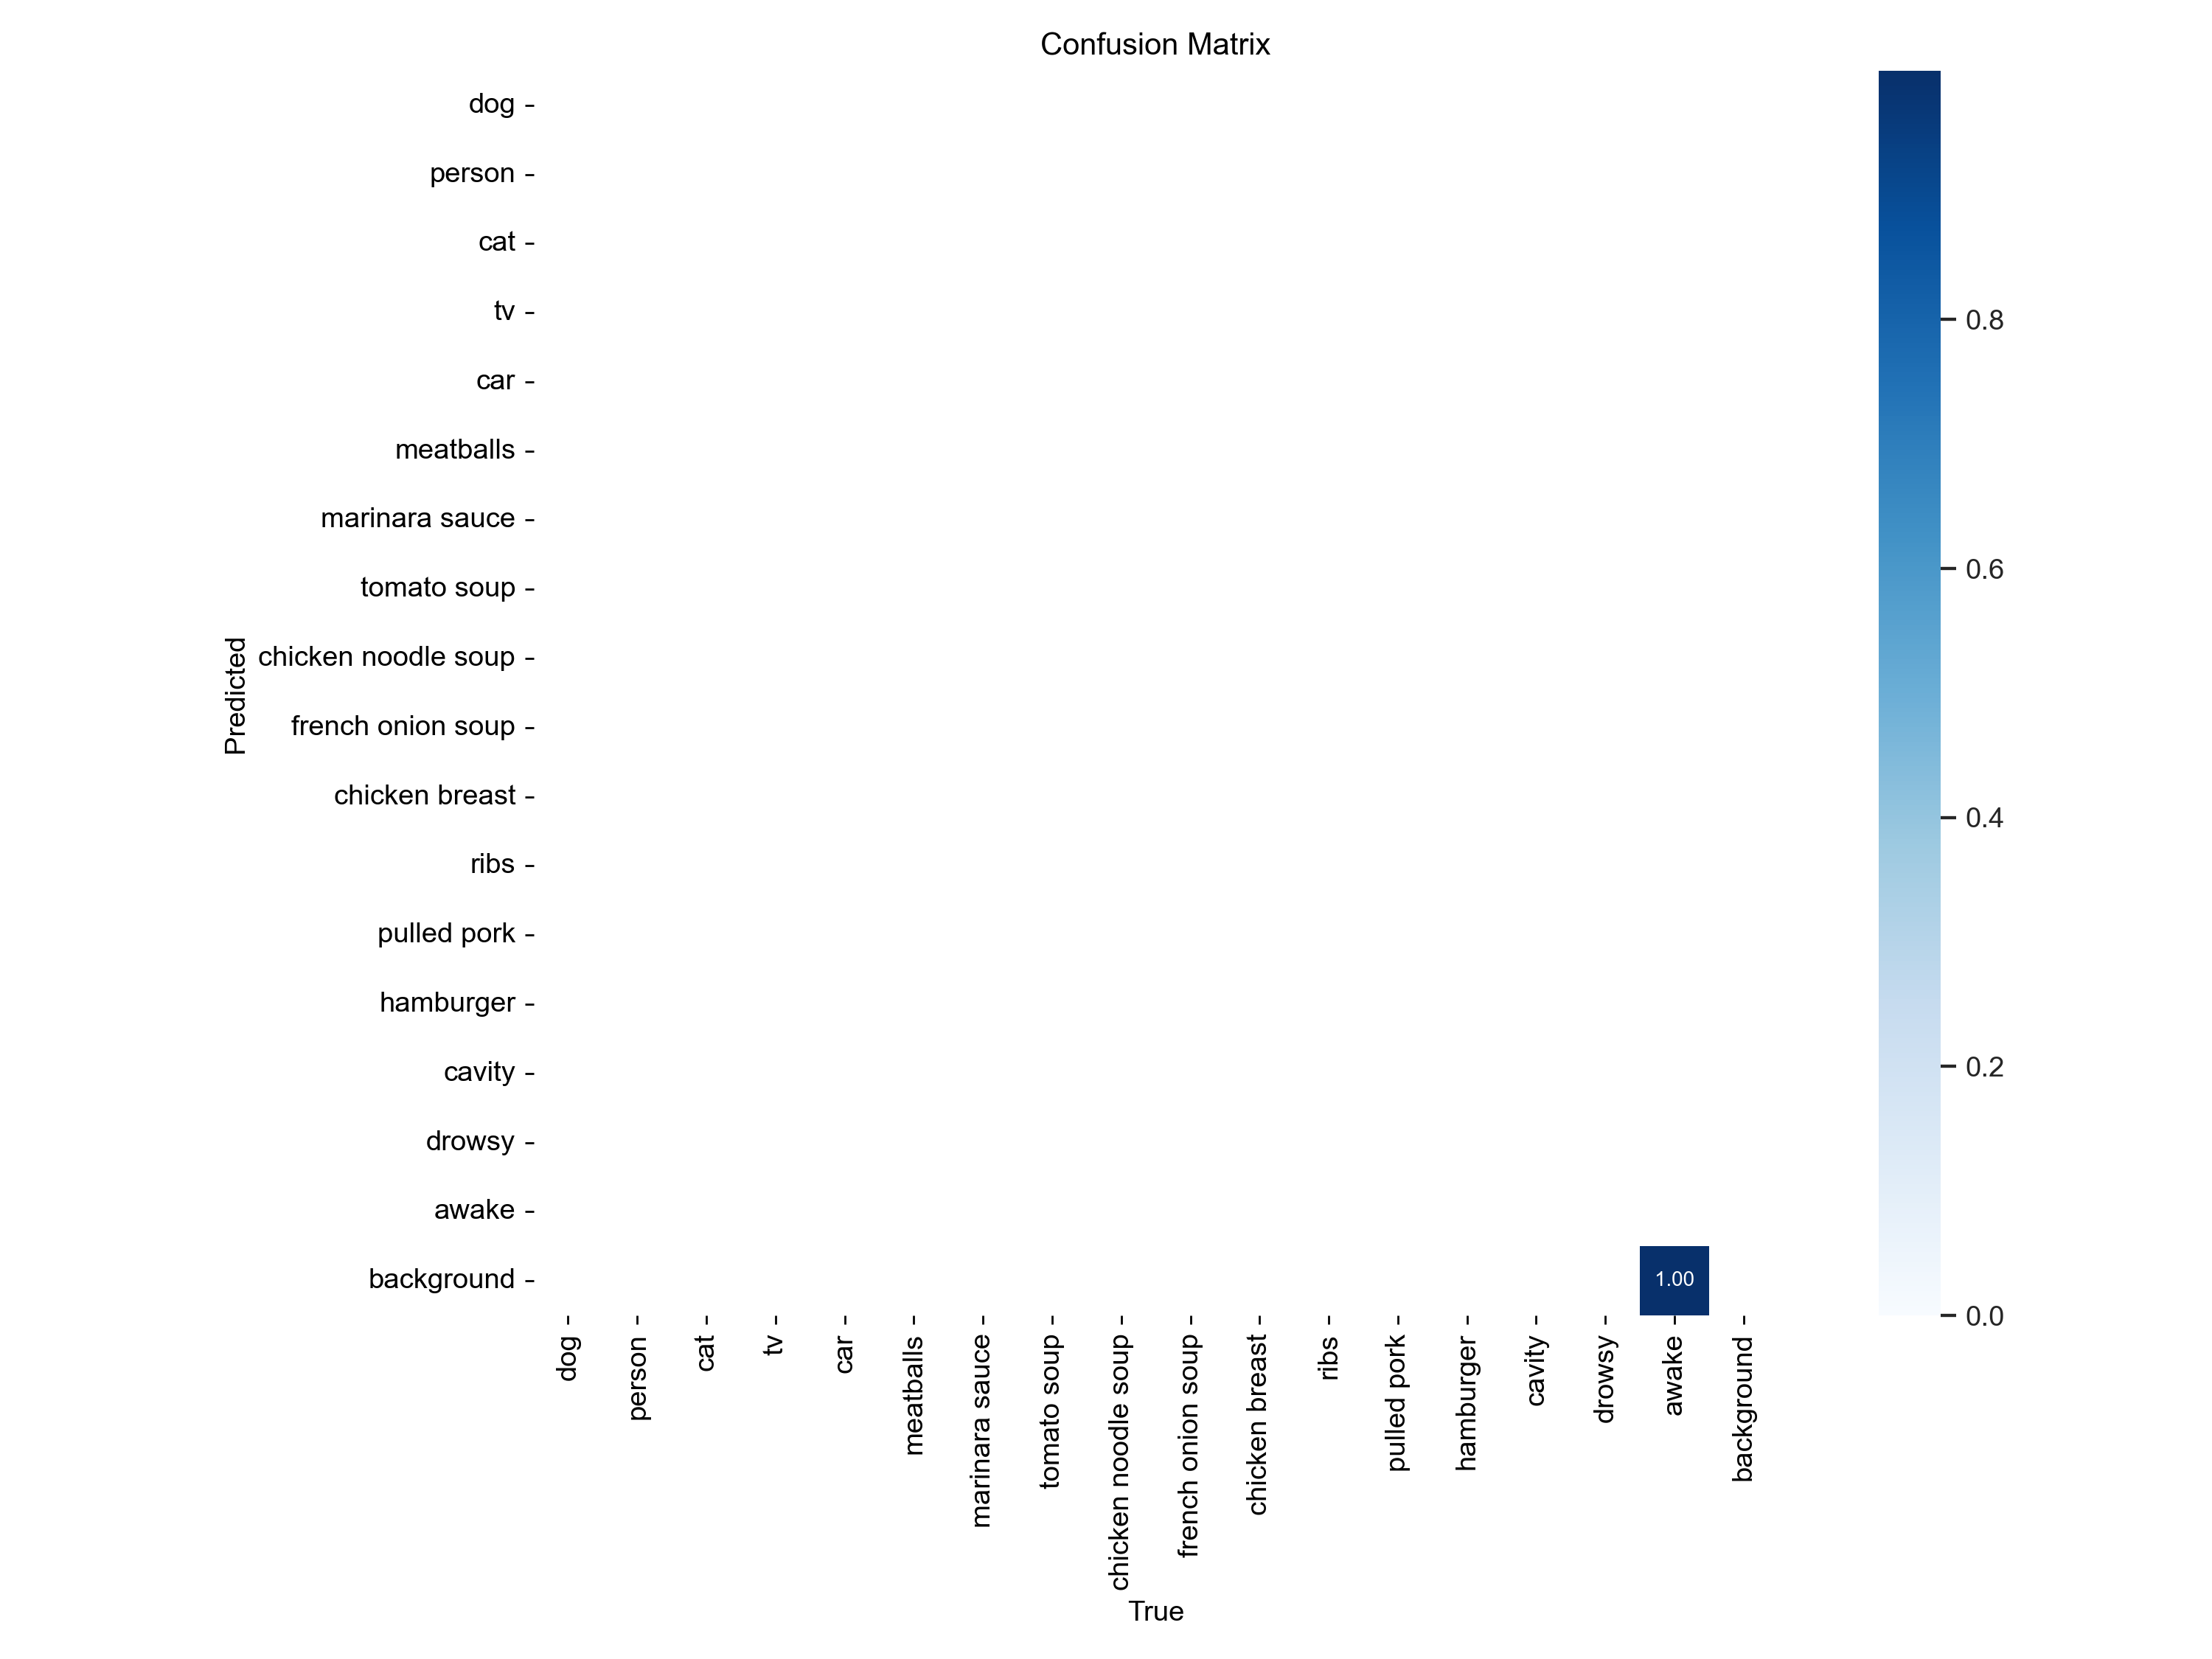 Confusion Matrix
dog
person
cat
tv
car
meatballs
marinara sauce
tomato soup
chicken noodle soup
french onion soup
chicken breast
ribs
pulled pork
hamburger
cavity
drowsy
awake
background
Predicted
1.00
dog
person
cat
tv
car
meatballs
marinara sauce
tomato soup
chicken noodle soup
french onion soup
chicken breast
ribs
pulled pork
hamburger
cavity
drowsy
awake
background
True
0.8
0.6
0.4
0.2
0.0